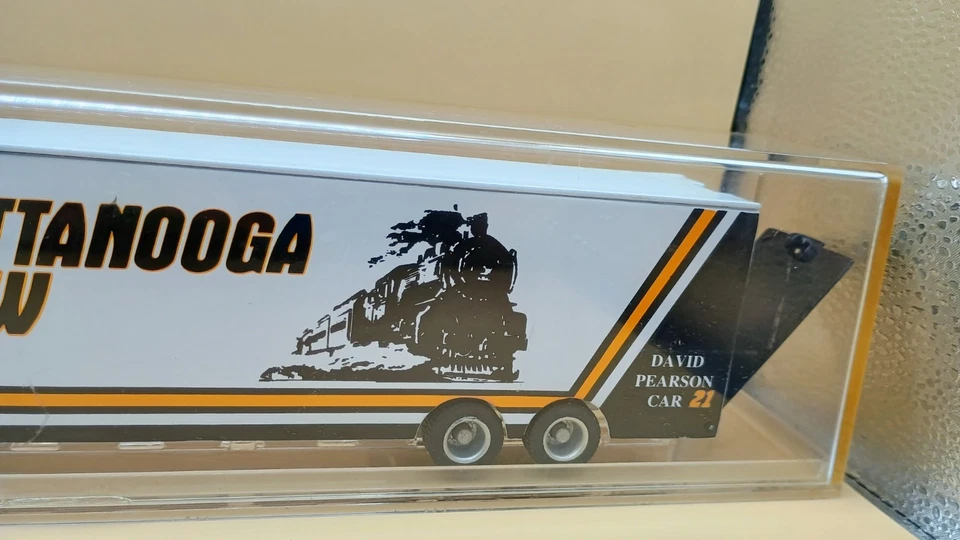 TTANOOGA
W
DAVID
PEARSON
CAR 21